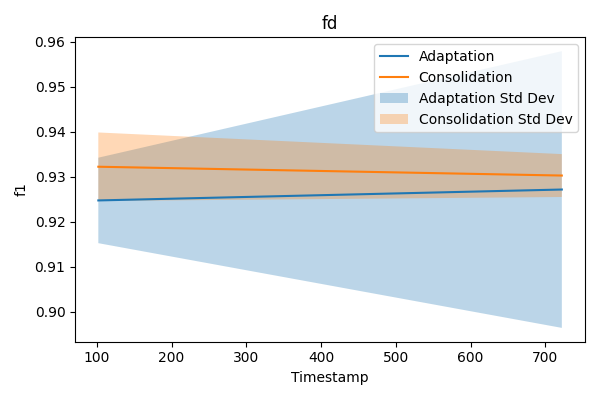 fd
0.96
0.95
0.94
0.93
0.92
0.91
0.90
f1
Adaptation
Consolidation
Adaptation Std Dev
Consolidation Std Dev
100 200 300 400 500 600 700
Timestamp